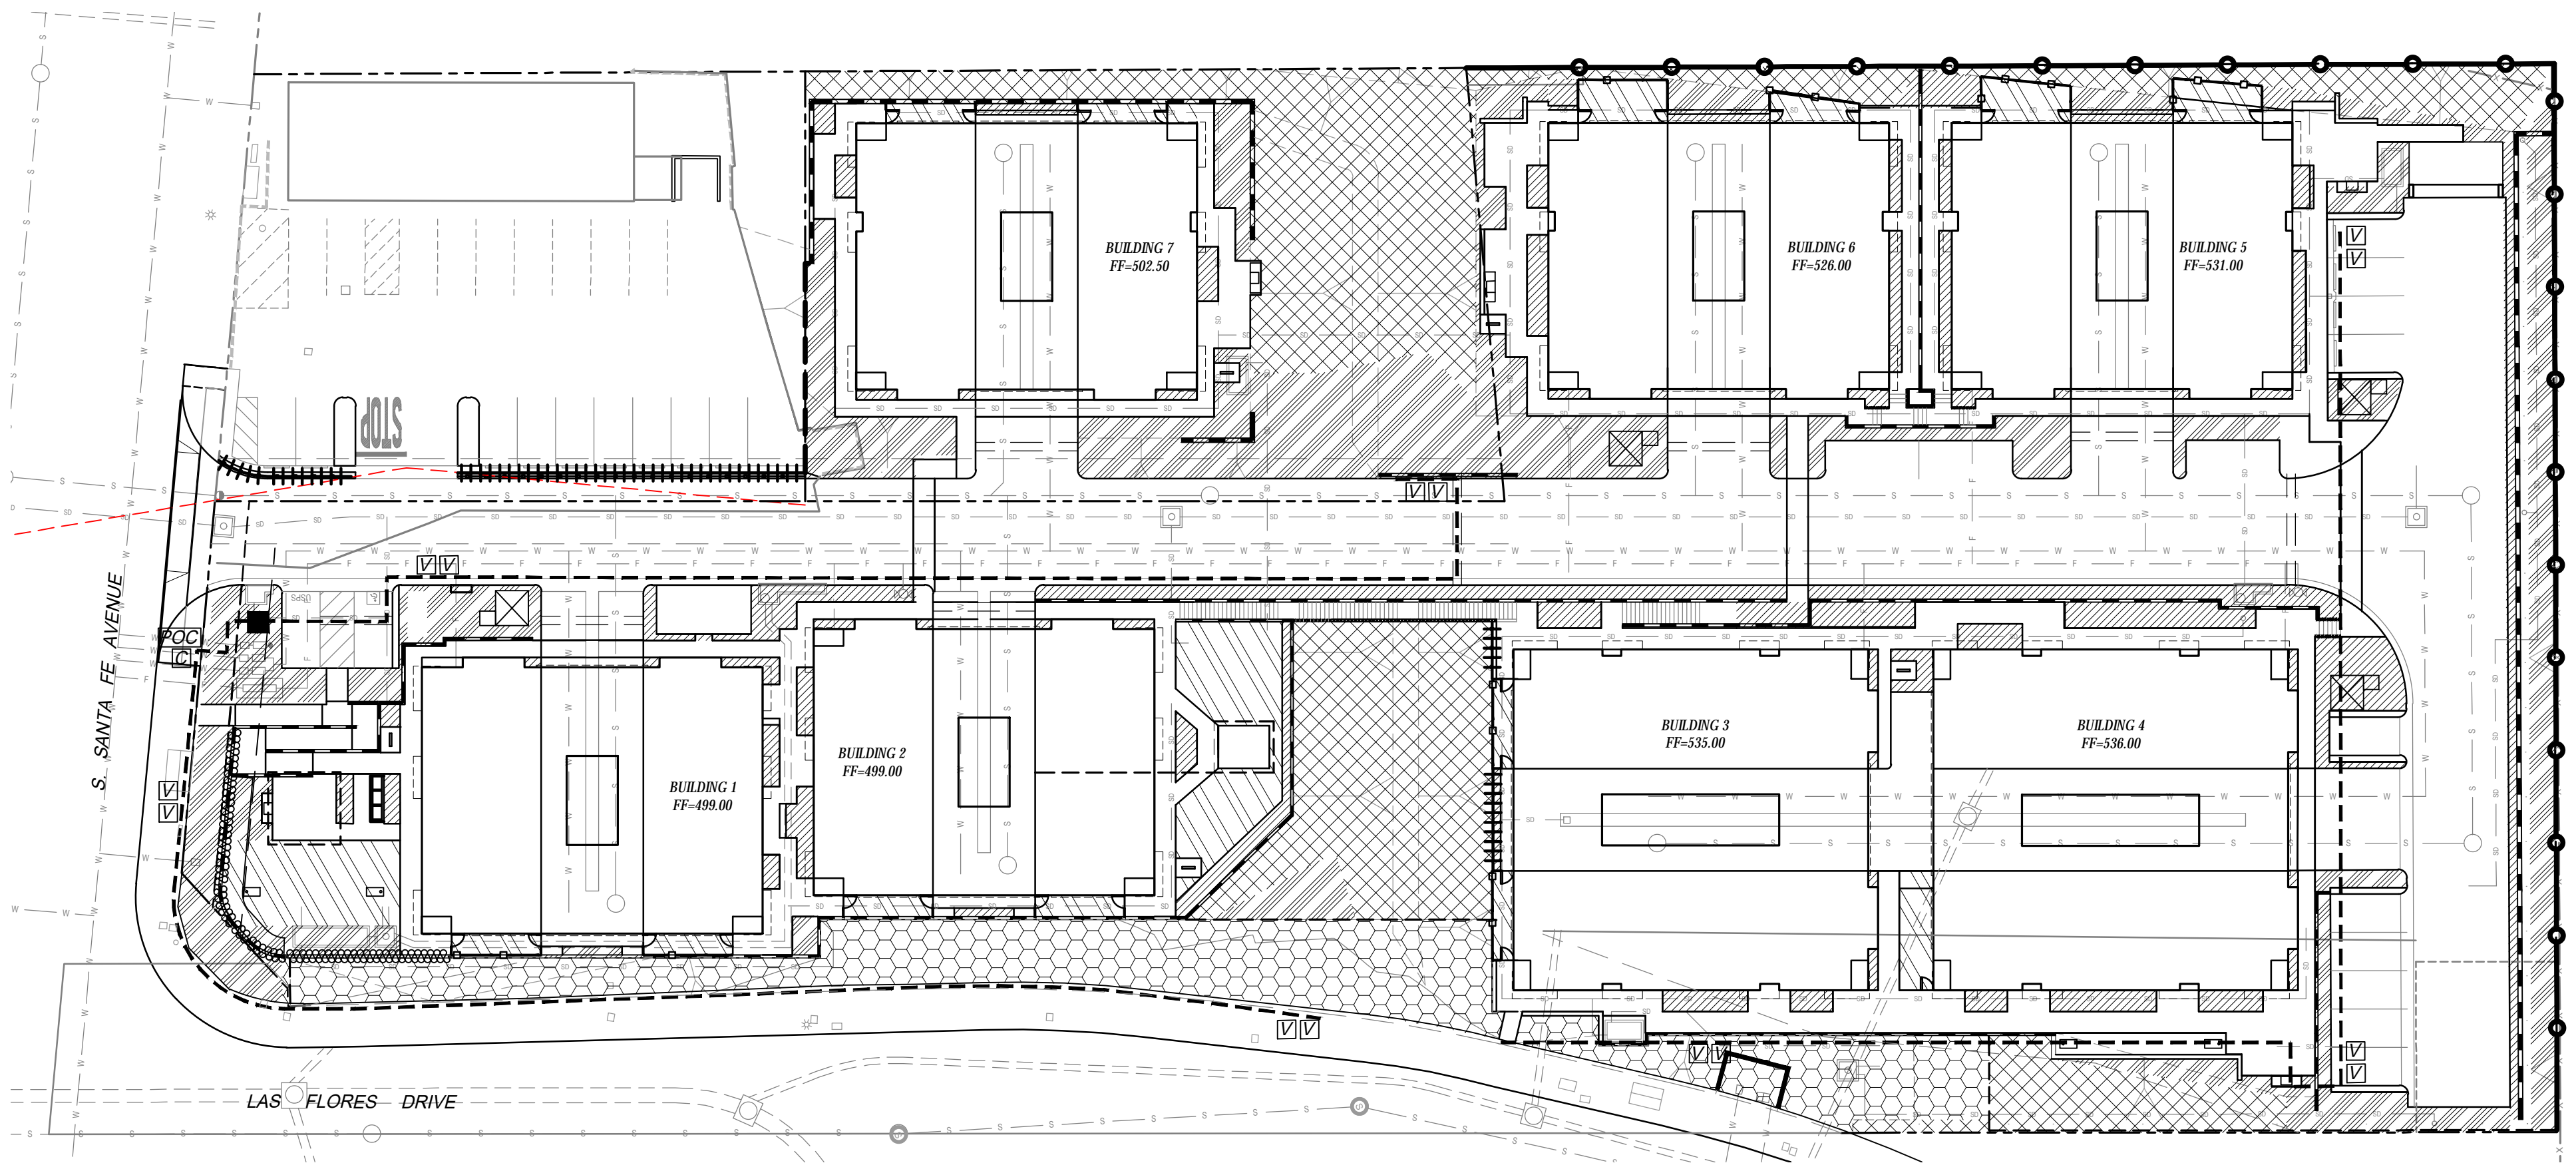 BUILDING 7
FF=502.50
BUILDING 6
FF=526.00
BUILDING 5
FF=531.00
V
V
STOP
V V
V V
S. SANTA FE AVENUE
POC
C
USPS
BUILDING 3
FF=535.00
BUILDING 4
FF=536.00
BUILDING 2
FF=499.00
BUILDING 1
FF=499.00
V
V
V V
V V
V
V
LAS FLORES DRIVE